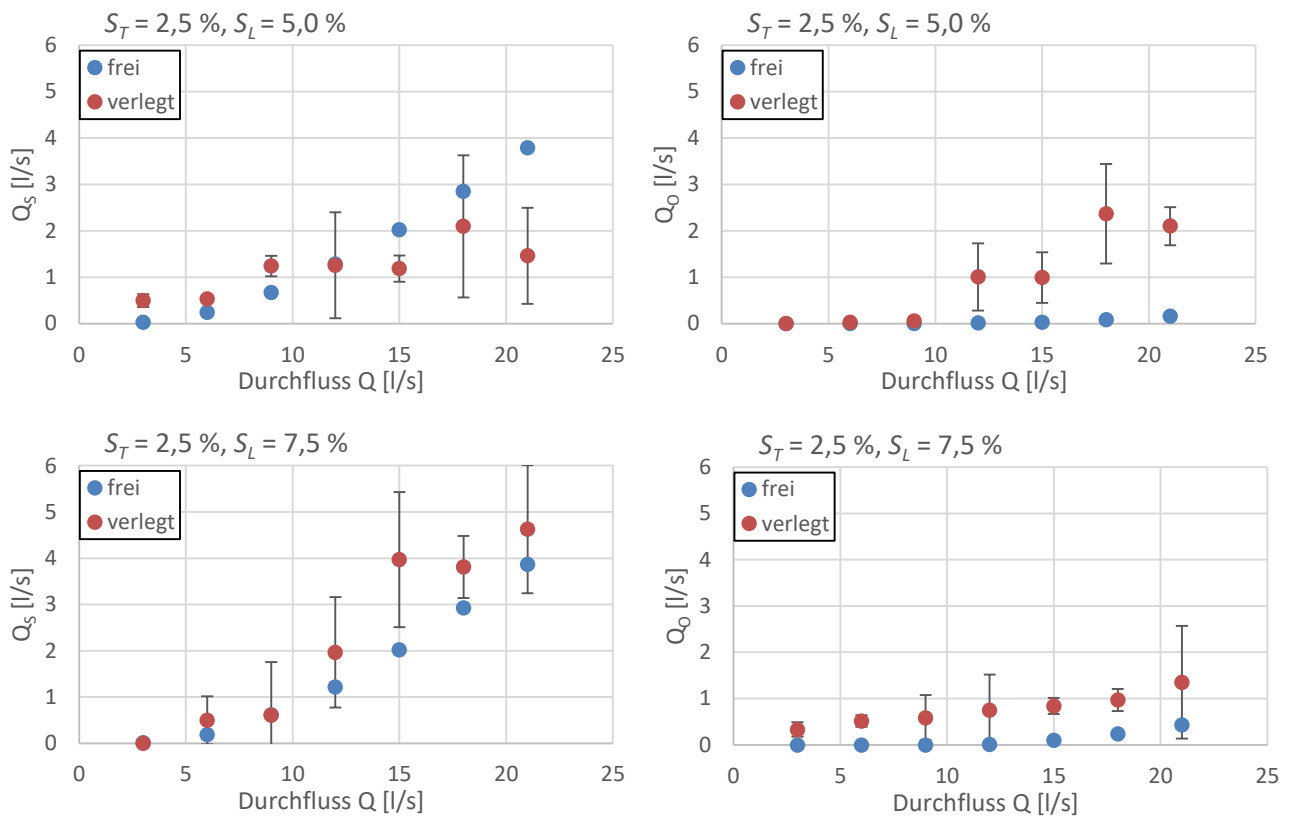 S_T = 2,5 %, S_L = 5,0 %
6
5
4
3
2
1
0
Q_S [l/s]
frei
verlegt
0 5 10 15 20 25
Durchfluss Q [l/s]
S_T = 2,5 %, S_L = 5,0 %
6
5
4
3
2
1
0
Q_O [l/s]
frei
verlegt
0 5 10 15 20 25
Durchfluss Q [l/s]
S_T = 2,5 %, S_L = 7,5 %
6
5
4
3
2
1
0
Q_S [l/s]
frei
verlegt
0 5 10 15 20 25
Durchfluss Q [l/s]
S_T = 2,5 %, S_L = 7,5 %
6
5
4
3
2
1
0
Q_O [l/s]
frei
verlegt
0 5 10 15 20 25
Durchfluss Q [l/s]